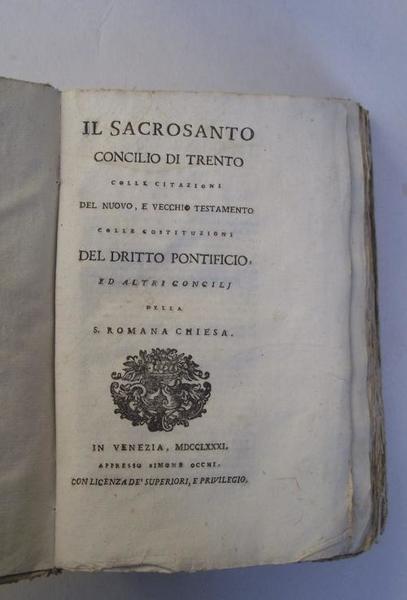 IL SACROSANTO
CONCILIO DI TRENTO
COLLE CITAZIONI
DEL NUOVO, E VECCHIO TESTAMENTO
COLLE COSTITUZIONI
DEL DRITTO PONTIFICIO,
ED ALTRI CONCILJ
DELLA
S. ROMANA CHIESA.
IN VENEZIA, MDCCLXXXI.
APPRESSO SIMONE OCCHI.
CON LICENZA DE' SUPERIORI, E PRIVILEGIO.